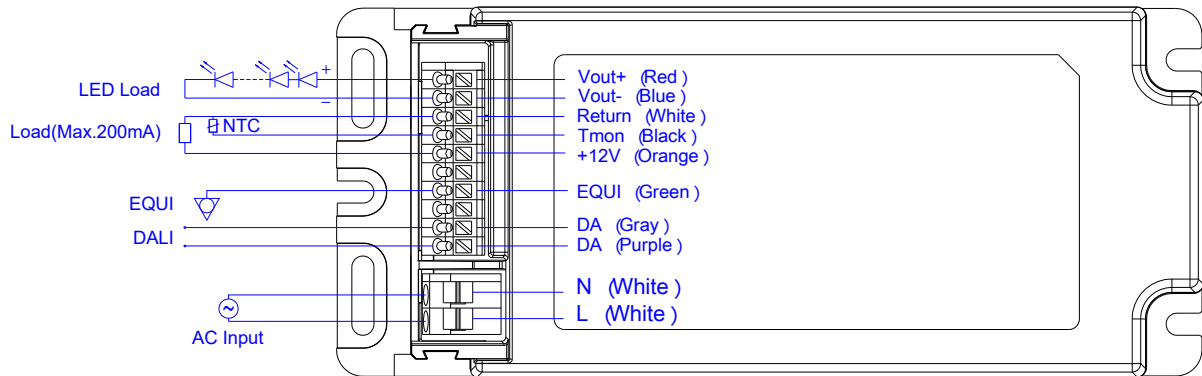 LED Load
+
−
Load(Max.200mA)
NTC
EQUI
DALI
AC Input
Vout+ (Red )
Vout- (Blue )
Return (White )
Tmon (Black )
+12V (Orange )
EQUI (Green )
DA (Gray )
DA (Purple )
N (White )
L (White )